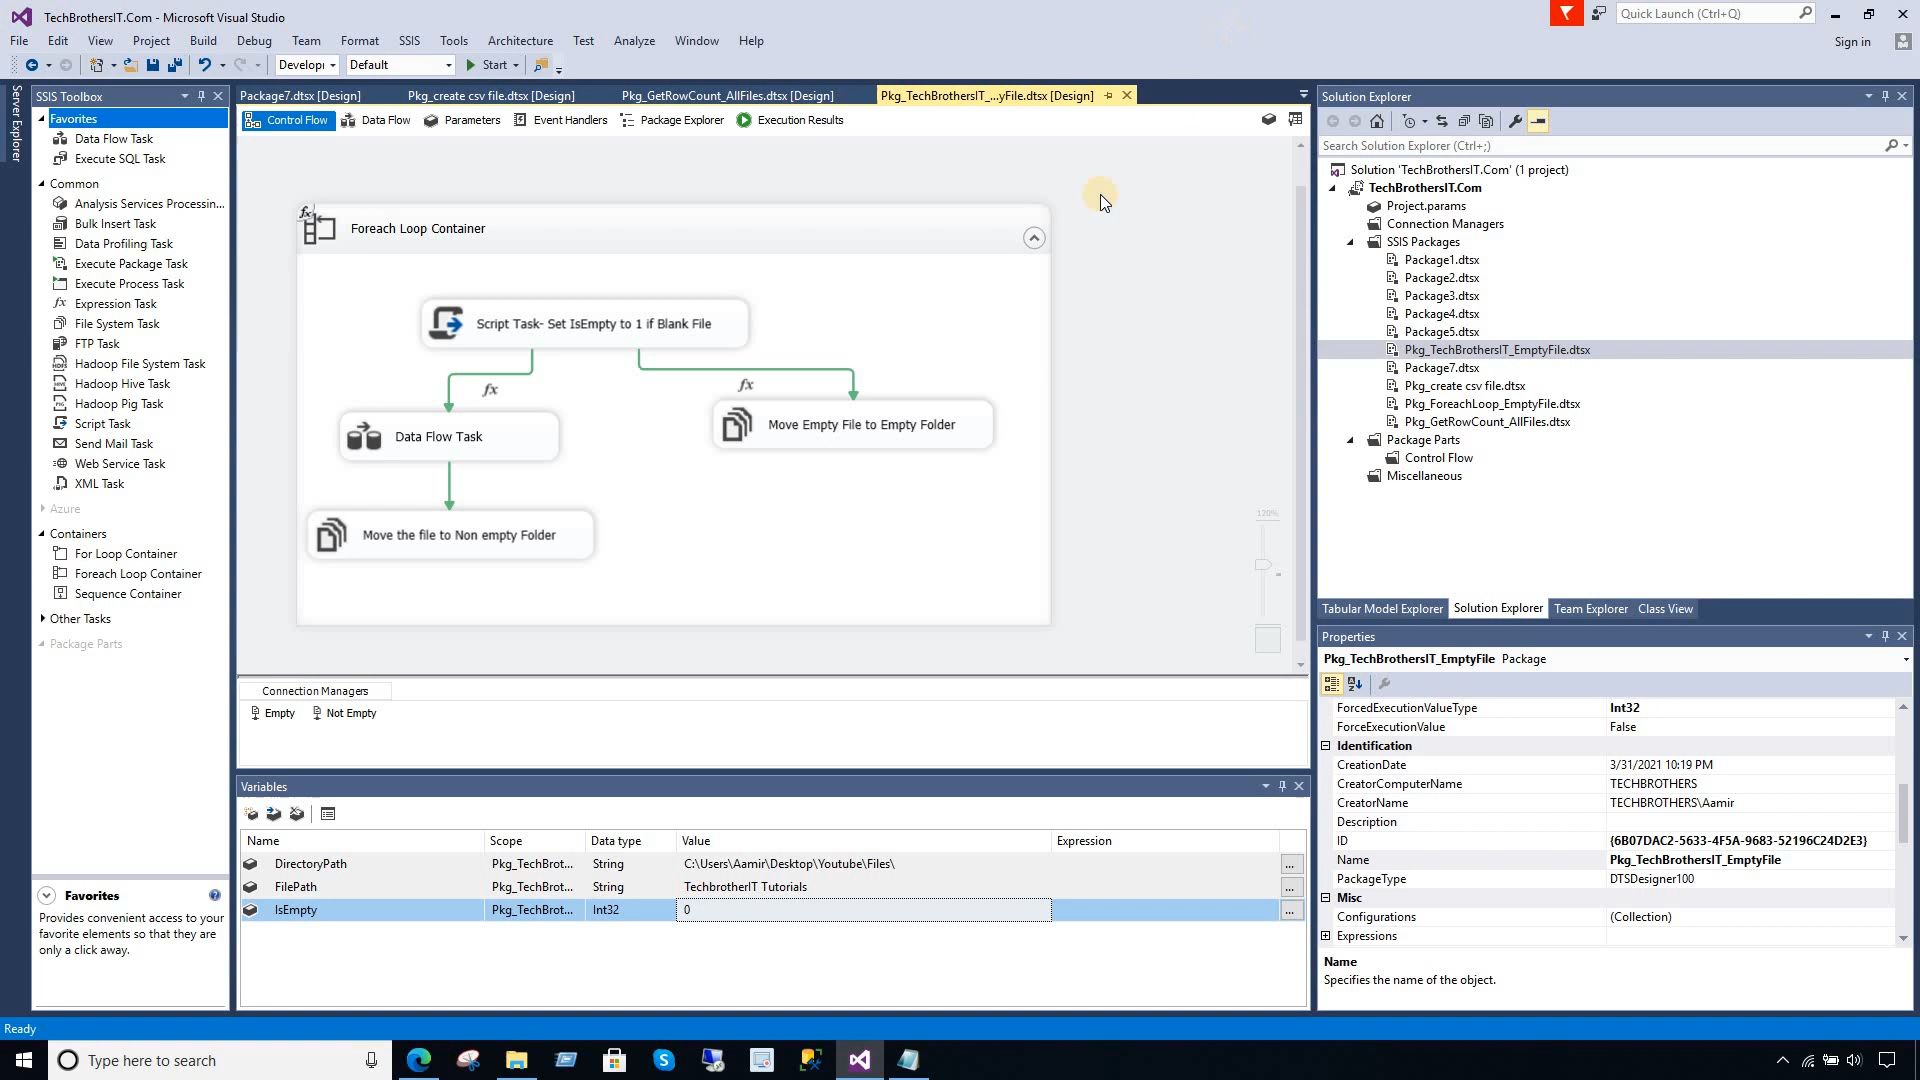 TechBrothersIT.Com - Microsoft Visual Studio
Quick Launch (Ctrl+Q)
File Edit View Project Build Debug Team Format SSIS Tools Architecture Test Analyze Window Help
Sign in
Developi Default Start
Server Explorer
SSIS Toolbox
Favorites
Data Flow Task
Execute SQL Task
Common
Analysis Services Processin...
Bulk Insert Task
Data Profiling Task
Execute Package Task
Execute Process Task
Expression Task
File System Task
FTP Task
Hadoop File System Task
Hadoop Hive Task
Hadoop Pig Task
Script Task
Send Mail Task
Web Service Task
XML Task
Azure
Containers
For Loop Container
Foreach Loop Container
Sequence Container
Other Tasks
Package Parts
Favorites
Provides convenient access to your
favorite elements so that they are
only a click away.
Package7.dtsx [Design] Pkg_create csv file.dtsx [Design] Pkg_GetRowCount_AllFiles.dtsx [Design] Pkg_TechBrothersIT_...yFile.dtsx [Design]
Control Flow Data Flow Parameters Event Handlers Package Explorer Execution Results
fx
Foreach Loop Container
Script Task- Set IsEmpty to 1 if Blank File
fx fx
Data Flow Task
Move Empty File to Empty Folder
Move the file to Non empty Folder
120%
Connection Managers
Empty Not Empty
Variables
Name Scope Data type Value Expression
DirectoryPath Pkg_TechBrot... String C:\Users\Aamir\Desktop\Youtube\Files\ ...
FilePath Pkg_TechBrot... String TechbrotherIT Tutorials ...
IsEmpty Pkg_TechBrot... Int32 0 ...
Solution Explorer
Search Solution Explorer (Ctrl+;)
Solution 'TechBrothersIT.Com' (1 project)
TechBrothersIT.Com
Project.params
Connection Managers
SSIS Packages
Package1.dtsx
Package2.dtsx
Package3.dtsx
Package4.dtsx
Package5.dtsx
Pkg_TechBrothersIT_EmptyFile.dtsx
Package7.dtsx
Pkg_create csv file.dtsx
Pkg_ForeachLoop_EmptyFile.dtsx
Pkg_GetRowCount_AllFiles.dtsx
Package Parts
Control Flow
Miscellaneous
Tabular Model Explorer Solution Explorer Team Explorer Class View
Properties
Pkg_TechBrothersIT_EmptyFile Package
ForcedExecutionValueType Int32
ForceExecutionValue False
Identification
CreationDate 3/31/2021 10:19 PM
CreatorComputerName TECHBROTHERS
CreatorName TECHBROTHERS\Aamir
Description
ID {6B07DAC2-5633-4F5A-9683-52196C24D2E3}
Name Pkg_TechBrothersIT_EmptyFile
PackageType DTSDesigner100
Misc
Configurations (Collection)
Expressions
Name
Specifies the name of the object.
Ready
Type here to search